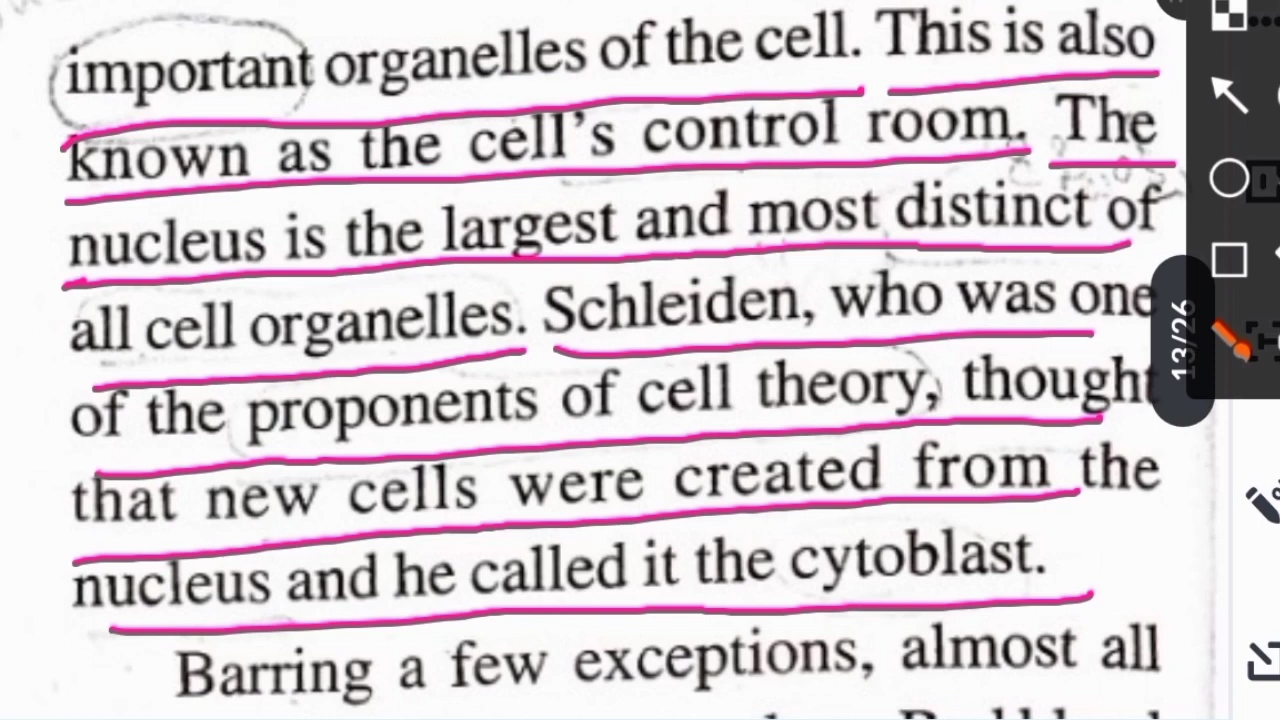 important organelles of the cell. This is also
known as the cell's control room. The
nucleus is the largest and most distinct of
all cell organelles. Schleiden, who was one
of the proponents of cell theory, thought
that new cells were created from the
nucleus and he called it the cytoblast.
Barring a few exceptions, almost all
13/26